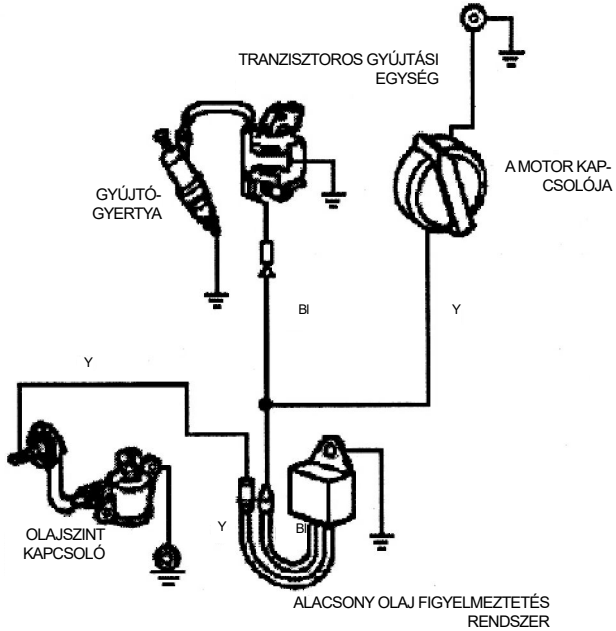 TRANZISZTOROS GYÚJTÁSI
EGYSÉG
A MOTOR KAP-
CSOLÓJA
GYÚJTÓ-
GYERTYA
Bl
Y
Y
OLAJSZINT
KAPCSOLÓ
Y
Bl
ALACSONY OLAJ FIGYELMEZTETÉS
RENDSZER